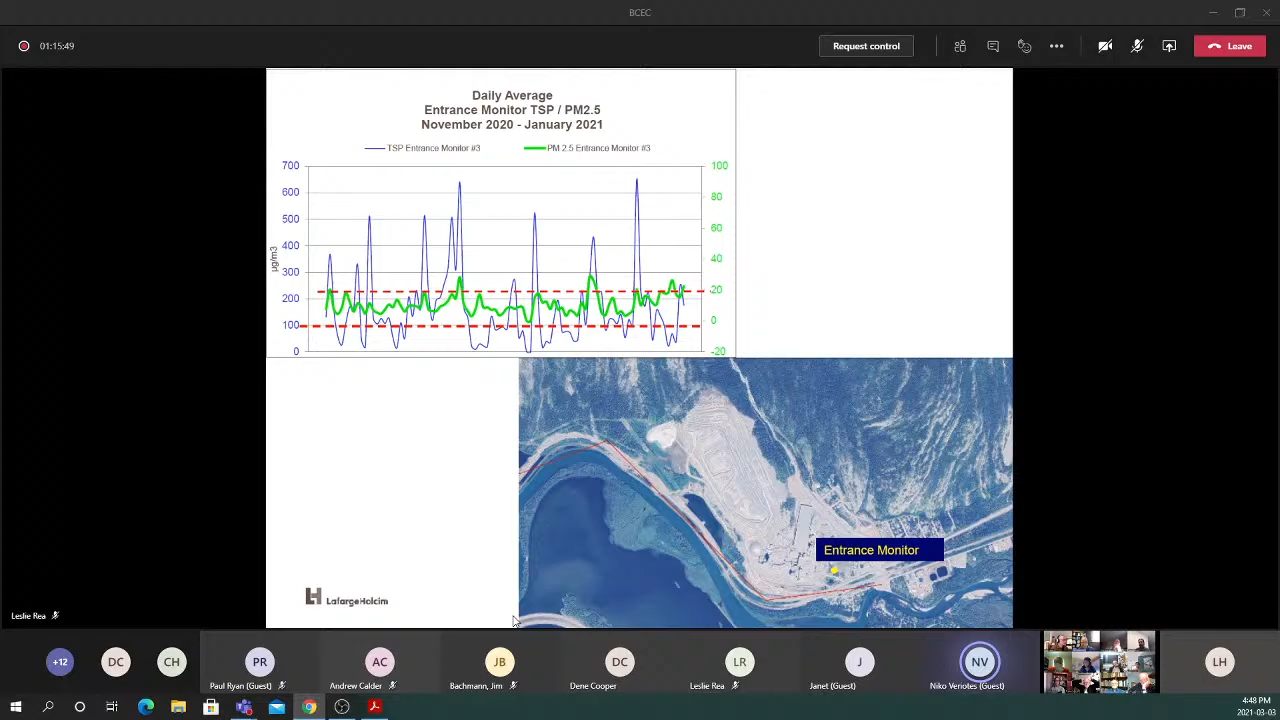 BCEC
01:15:49
Request control
Leave
Daily Average
Entrance Monitor TSP / PM2.5
November 2020 - January 2021
TSP Entrance Monitor #3
PM 2.5 Entrance Monitor #3
700
600
500
400
300
200
100
0
µg/m3
100
80
60
40
20
0
-20
Entrance Monitor
LafargeHolcim
Leslie Rea
+12
DC
CH
PR
Paul Ryan (Guest)
AC
Andrew Calder
JB
Bachmann, Jim
DC
Dene Cooper
LR
Leslie Rea
J
Janet (Guest)
NV
Niko Veriotes (Guest)
LH
4:48 PM
2021-03-03